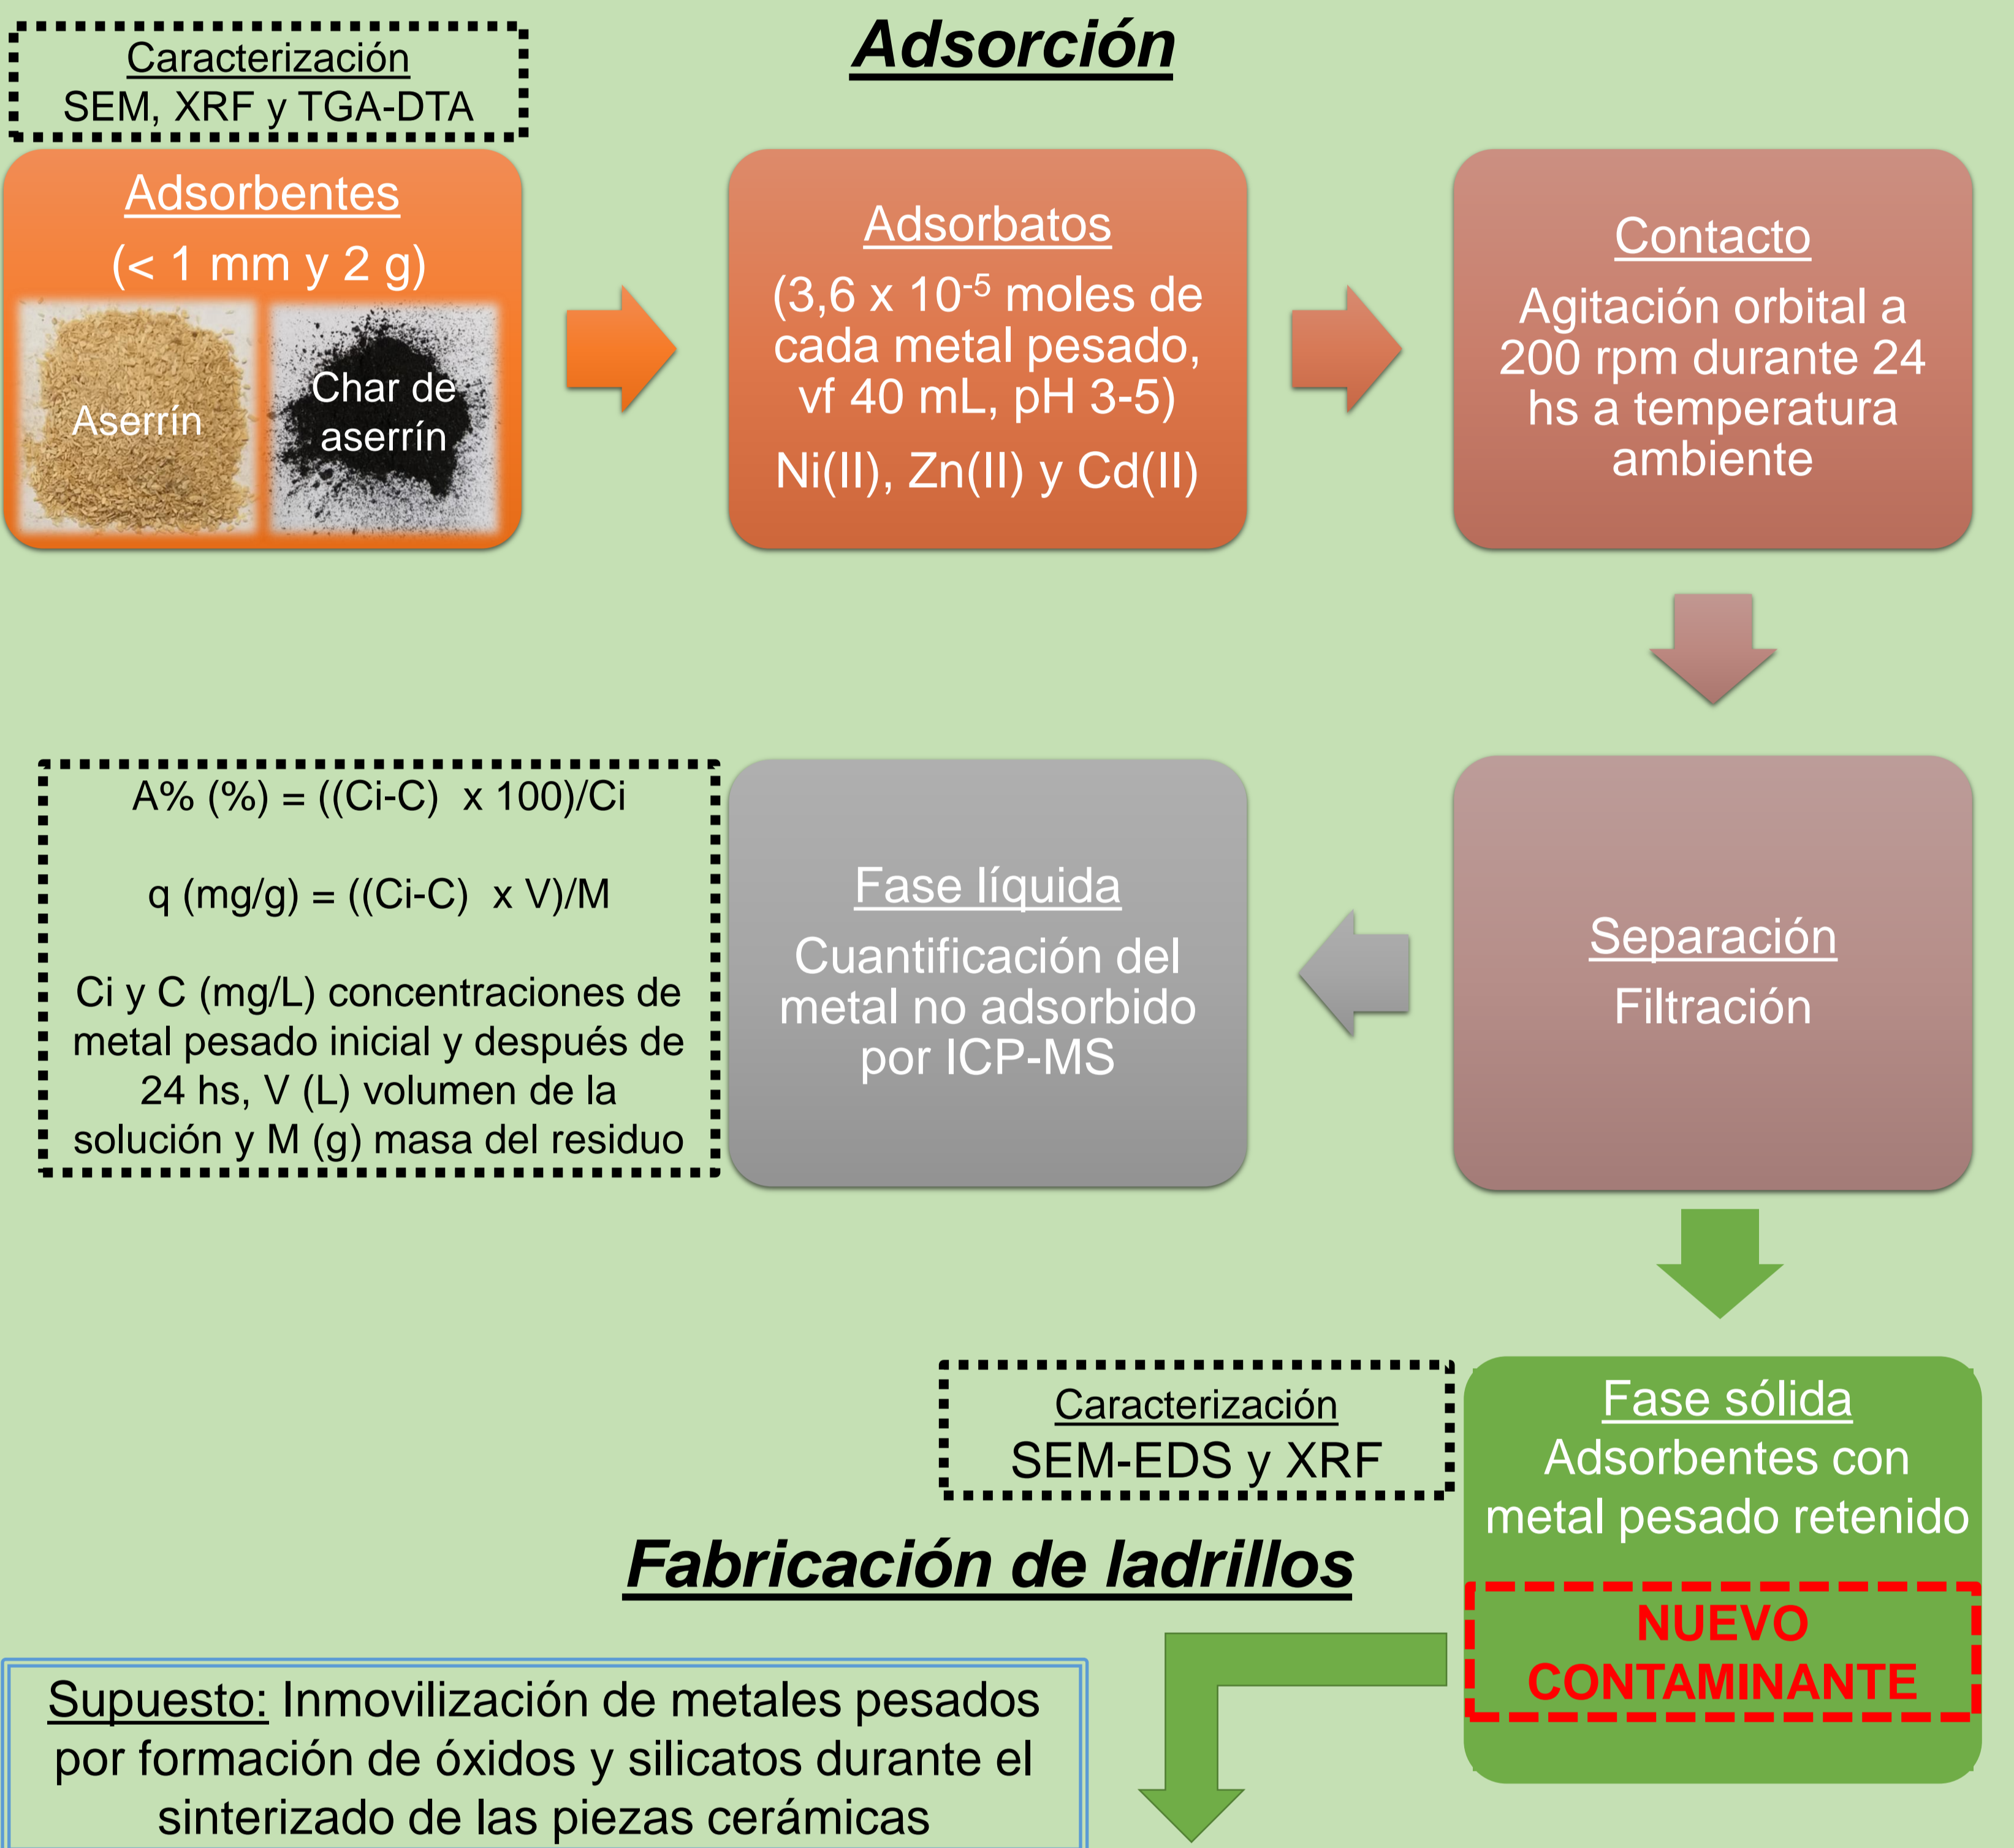 Adsorción
Caracterización
SEM, XRF y TGA-DTA
Adsorbentes
(< 1 mm y 2 g)
Aserrín
Char de
aserrín
Adsorbatos
(3,6 x 10⁻⁵ moles de
cada metal pesado,
vf 40 mL, pH 3-5)
Ni(II), Zn(II) y Cd(II)
Contacto
Agitación orbital a
200 rpm durante 24
hs a temperatura
ambiente
Separación
Filtración
Fase líquida
Cuantificación del
metal no adsorbido
por ICP-MS
A% (%) = ((Ci-C) x 100)/Ci
q (mg/g) = ((Ci-C) x V)/M
Ci y C (mg/L) concentraciones de
metal pesado inicial y después de
24 hs, V (L) volumen de la
solución y M (g) masa del residuo
Caracterización
SEM-EDS y XRF
Fase sólida
Adsorbentes con
metal pesado retenido
NUEVO
CONTAMINANTE
Fabricación de ladrillos
Supuesto: Inmovilización de metales pesados
por formación de óxidos y silicatos durante el
sinterizado de las piezas cerámicas